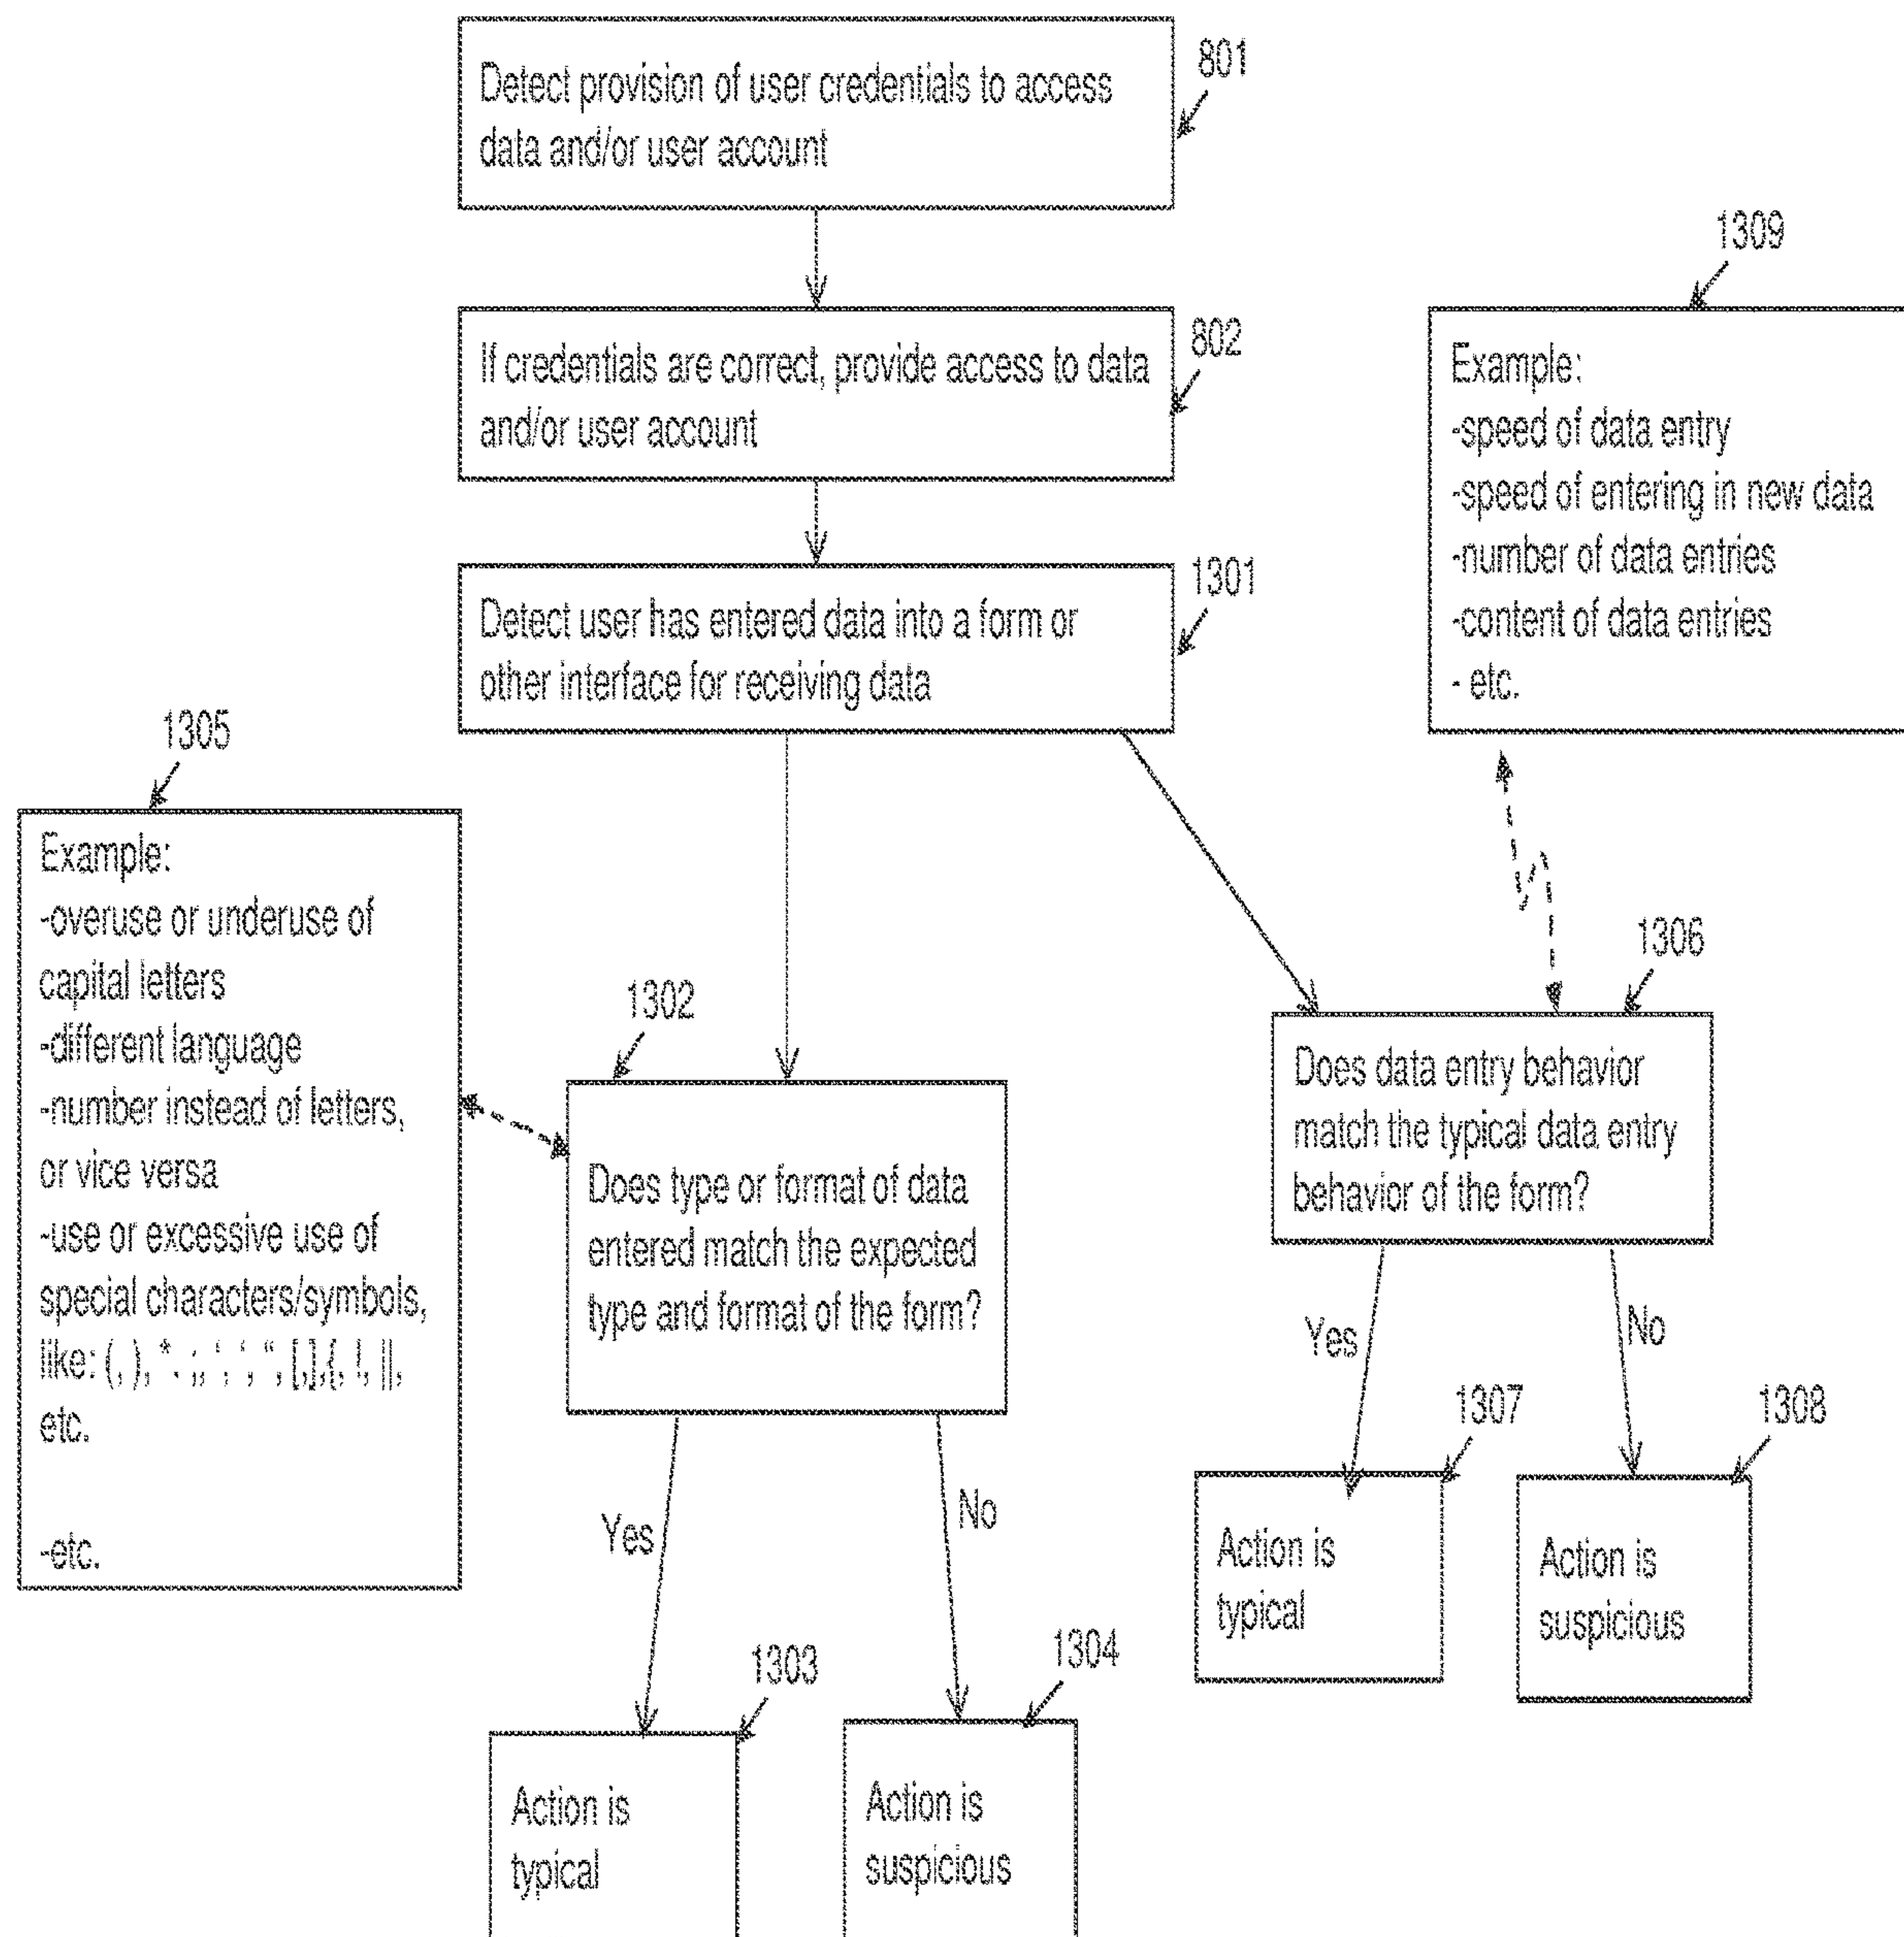 801
Detect provision of user credentials to access
data and/or user account
802
If credentials are correct, provide access to data
and/or user account
1309
Example:
-speed of data entry
-speed of entering in new data
-number of data entries
-content of data entries
- etc.
1301
Detect user has entered data into a form or
other interface for receiving data
1305
Example:
-overuse or underuse of
capital letters
-different language
-number instead of letters,
or vice versa
-use or excessive use of
special characters/symbols,
like: (, ), *
etc.
-etc.
1302
Does type or format of data
entered match the expected
type and format of the form?
1306
Does data entry behavior
match the typical data entry
behavior of the form?
Yes
No
1307
Action is
typical
1308
Action is
suspicious
Yes
No
1303
Action is
typical
1304
Action is
suspicious